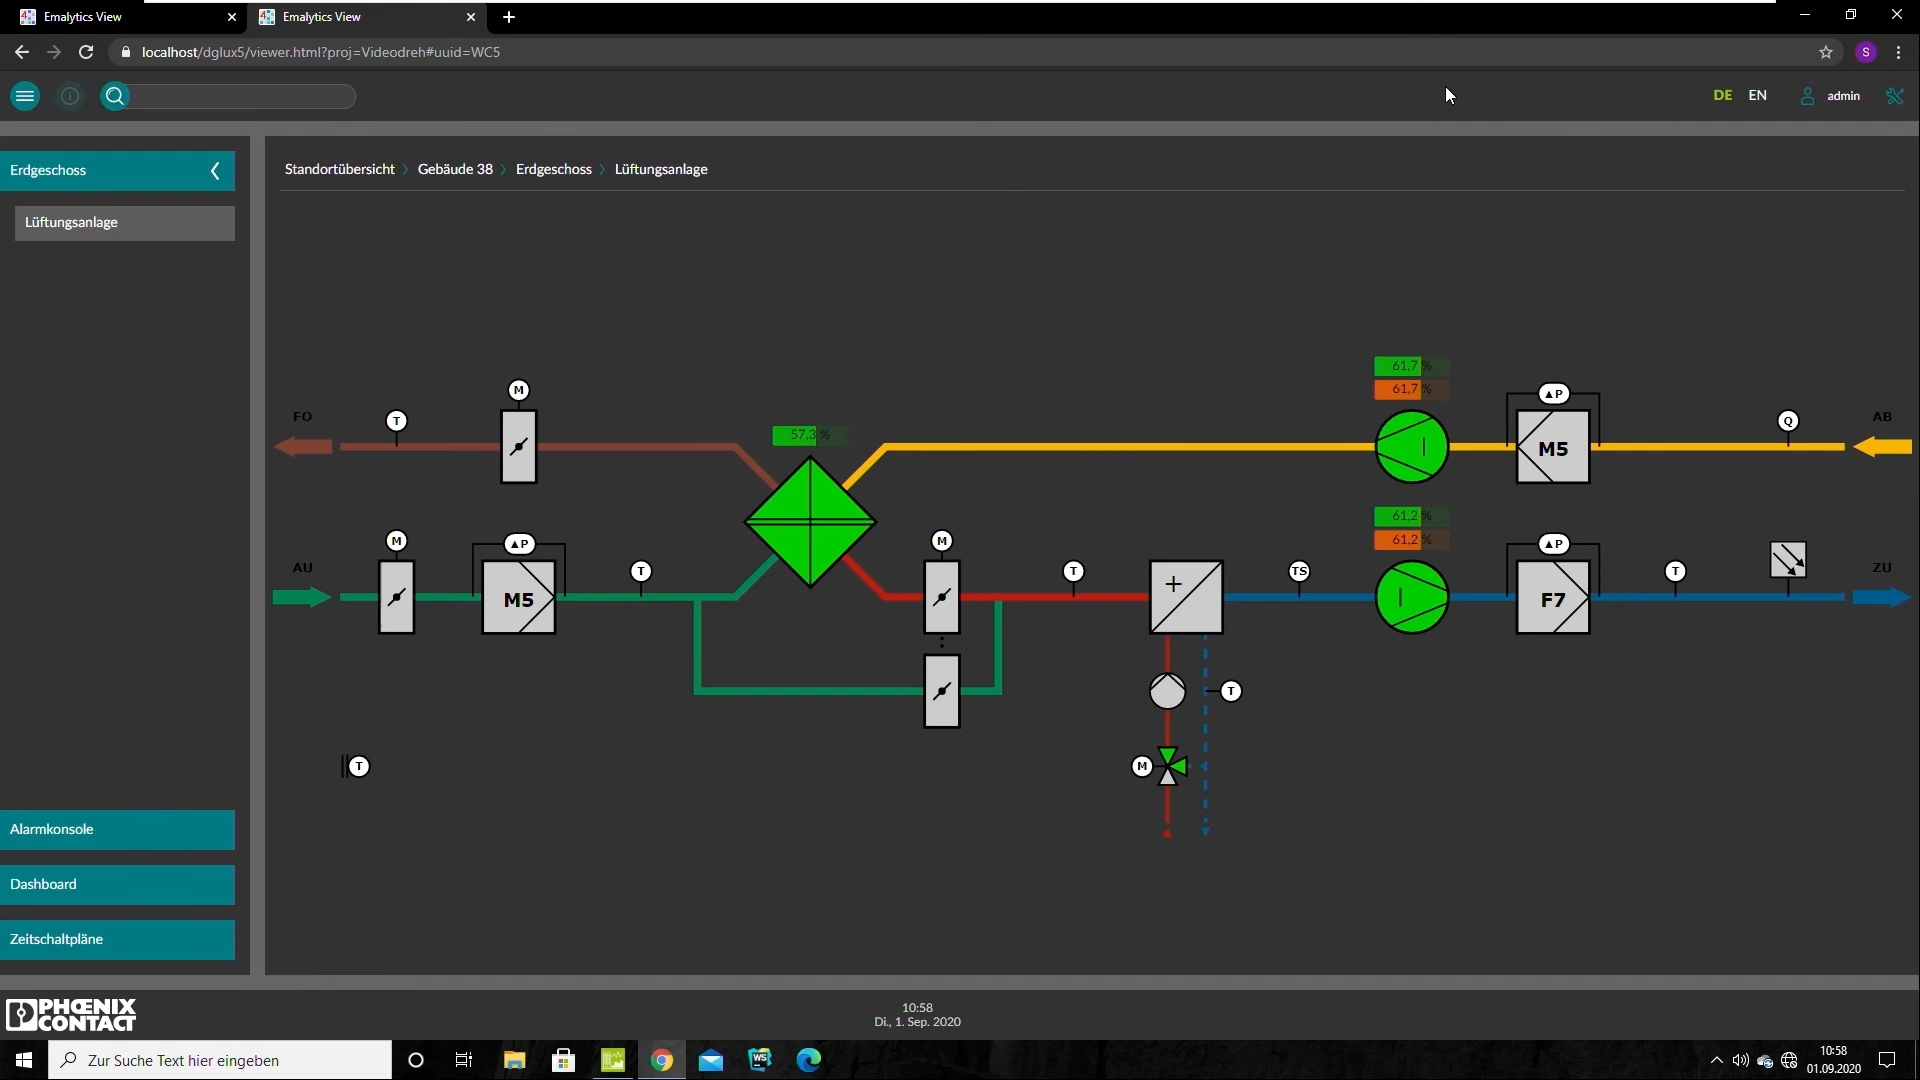 Emalytics View
Emalytics View
localhost/dglux5/viewer.html?proj=Videodreh#uuid=WC5
S
DE EN admin
Erdgeschoss
Lüftungsanlage
Standortübersicht Gebäude 38 Erdgeschoss Lüftungsanlage
61,7 %
61,7 %
M
▲P
FO
T
Q
AB
57,3 %
M5
61,2 %
61,2 %
M
▲P
M
▲P
AU
T
T
TS
T
ZU
M5
+
F7
T
T
M
Alarmkonsole
Dashboard
Zeitschaltpläne
PHŒNIX
CONTACT
10:58
Di., 1. Sep. 2020
Zur Suche Text hier eingeben
WS
10:58
01.09.2020